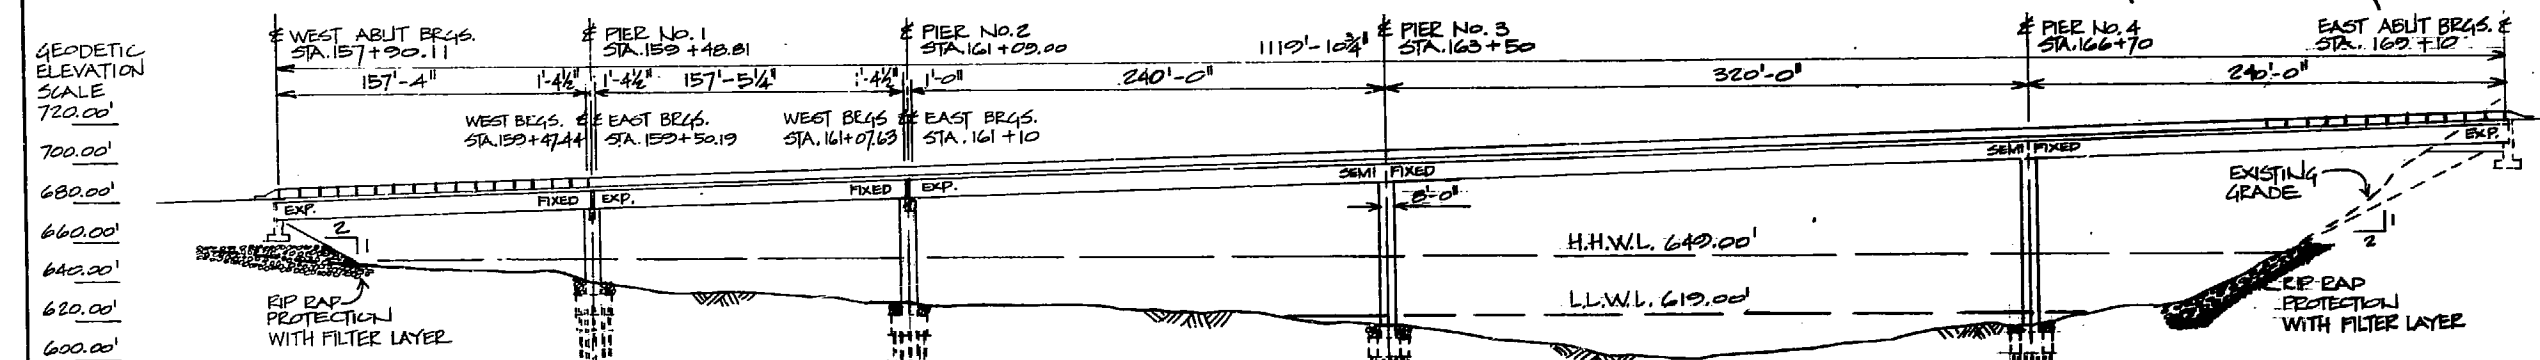 GEODETIC
ELEVATION
SCALE
720.00'
700.00'
680.00'
660.00'
640.00'
620.00'
600.00'
℄ WEST ABUT BRGS.
STA.157+90.11
℄ PIER No.1
STA.159+48.81
℄ PIER No.2
STA.161+09.00
℄ PIER No. 3
STA.163+50
℄ PIER No.4
STA.166+70
EAST ABUT BRGS. ℄
STA. 169+10
1119'-10¾"
157'-4"
1'-4½"
1'-4½"
157'-5¼"
1'-4½"
1'-0"
240'-0"
320'-0"
240'-0"
WEST BRGS. ℄
STA.159+47.44
℄ EAST BRGS.
STA.159+50.19
WEST BRGS ℄
STA.161+07.63
℄ EAST BRGS.
STA.161+10
EXP.
FIXED
EXP.
FIXED
EXP.
SEMI
FIXED
SEMI
FIXED
EXP.
8'-0"
2
1
EXISTING
GRADE
1
2
H.H.W.L. 649.00'
L.L.W.L. 619.00'
RIP RAP
PROTECTION
WITH FILTER LAYER
RIP-RAP
PROTECTION
WITH FILTER LAYER